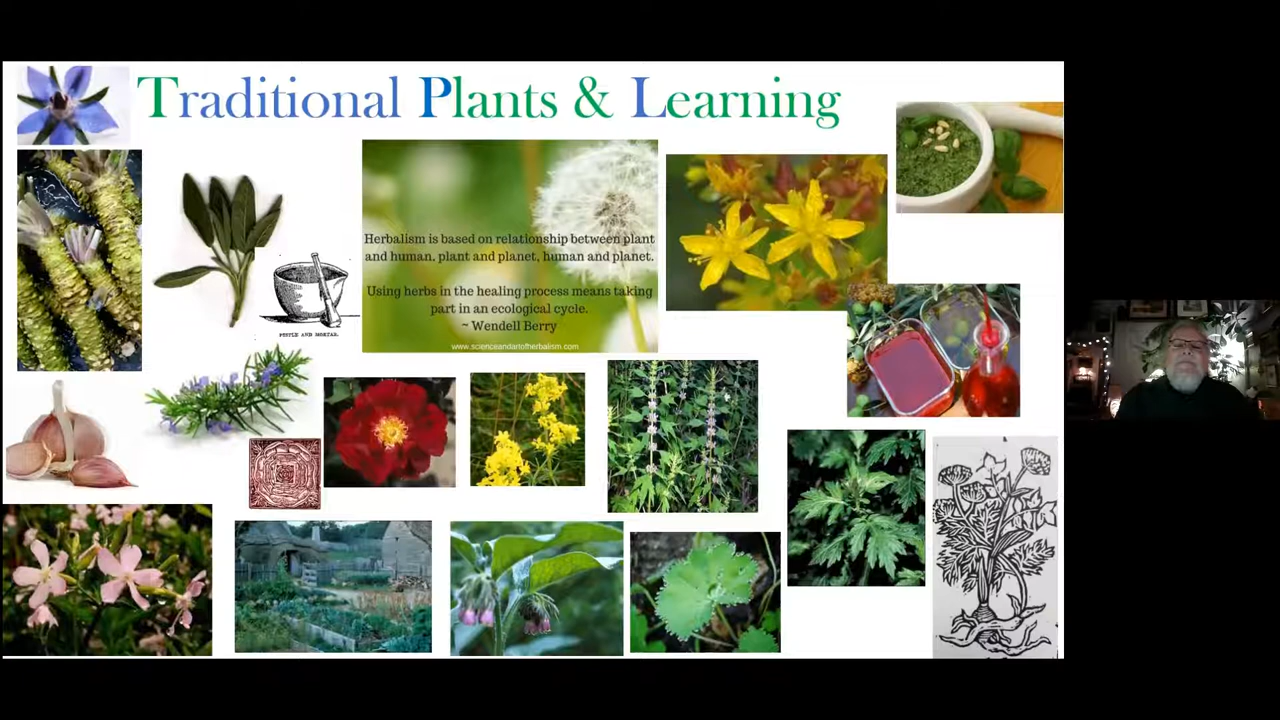 Traditional Plants & Learning
Herbalism is based on relationship between plant
and human, plant and planet, human and planet.
Using herbs in the healing process means taking
part in an ecological cycle.
~ Wendell Berry
www.scienceandartofherbalism.com
PESTLE AND MORTAR.